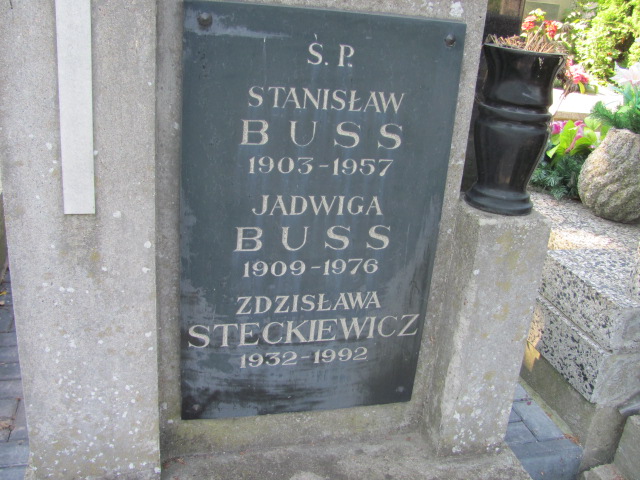 Ś. P.
STANISŁAW
BUSS
1903-1957
JADWIGA
BUSS
1909-1976
ZDZISŁAWA
STECKIEWICZ
1932-1992